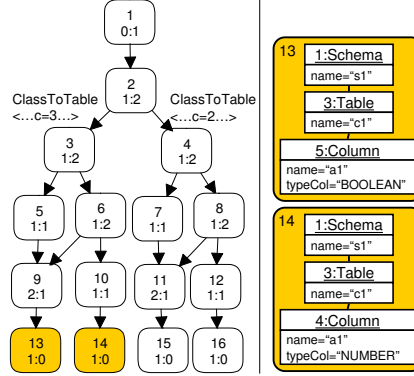 1
0:1
2
1:2
ClassToTable
<...c=3...>
ClassToTable
<...c=2...>
3
1:2
4
1:2
5
1:1
6
1:2
7
1:1
8
1:2
9
2:1
10
1:1
11
2:1
12
1:1
13
1:0
14
1:0
15
1:0
16
1:0
13
1:Schema
name="s1"
3:Table
name="c1"
5:Column
name="a1"
typeCol="BOOLEAN"
14
1:Schema
name="s1"
3:Table
name="c1"
4:Column
name="a1"
typeCol="NUMBER"